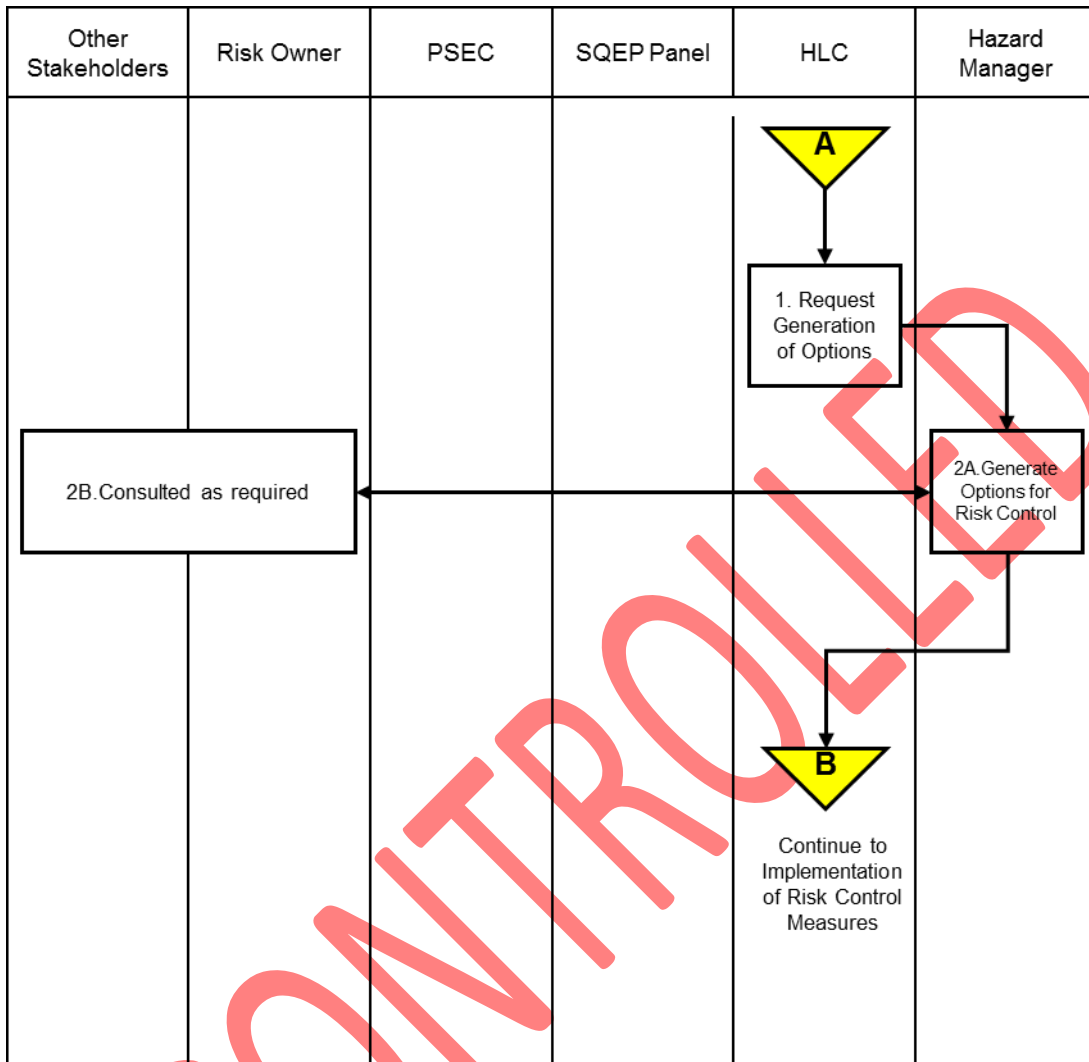 Other
Stakeholders
Risk Owner
PSEC
SQEP Panel
HLC
Hazard
Manager
A
1. Request
Generation
of Options
2B.Consulted as required
2A.Generate
Options for
Risk Control
B
Continue to
Implementation
of Risk Control
Measures
CONTROLLED